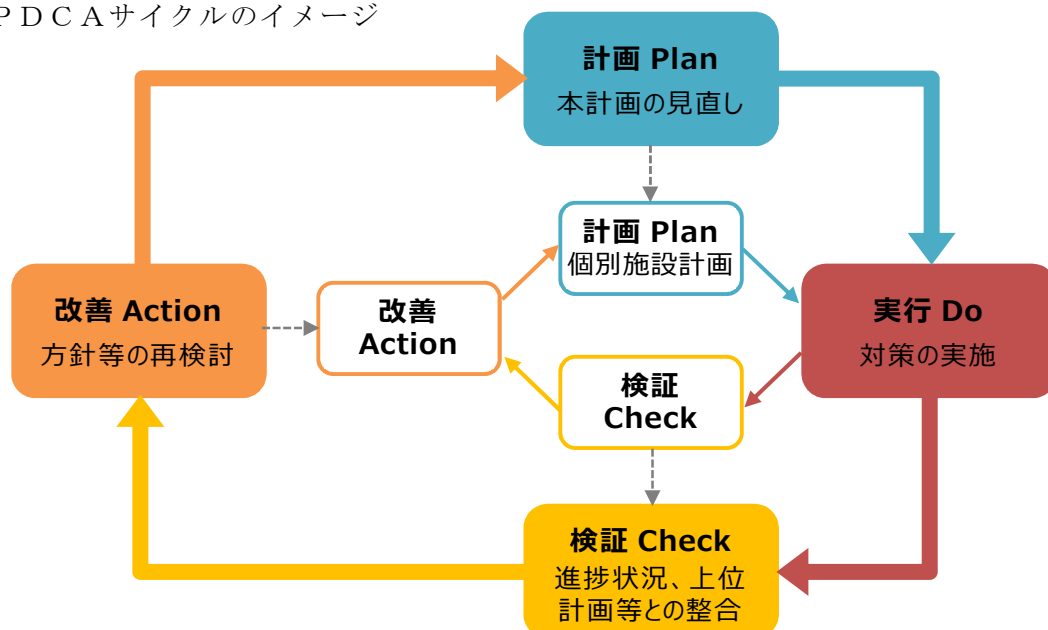 PDCAサイクルのイメージ
計画 Plan
本計画の見直し
計画 Plan
個別施設計画
改善 Action
方針等の再検討
改善
Action
実行 Do
対策の実施
検証
Check
検証 Check
進捗状況、上位
計画等との整合